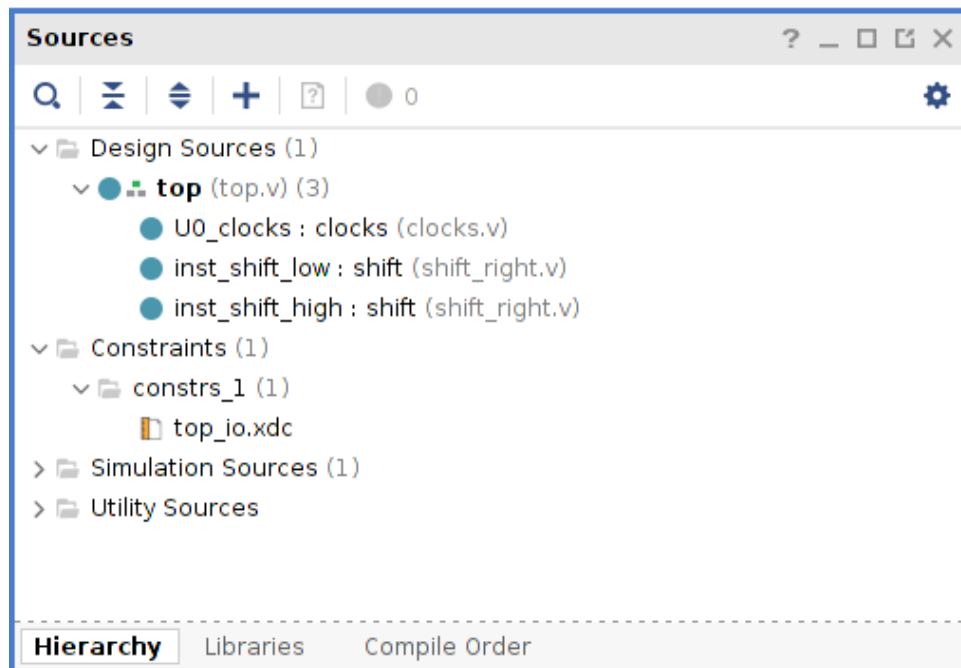 Sources
0
Design Sources (1)
top (top.v) (3)
U0_clocks : clocks (clocks.v)
inst_shift_low : shift (shift_right.v)
inst_shift_high : shift (shift_right.v)
Constraints (1)
constrs_1 (1)
top_io.xdc
Simulation Sources (1)
Utility Sources
Hierarchy Libraries Compile Order